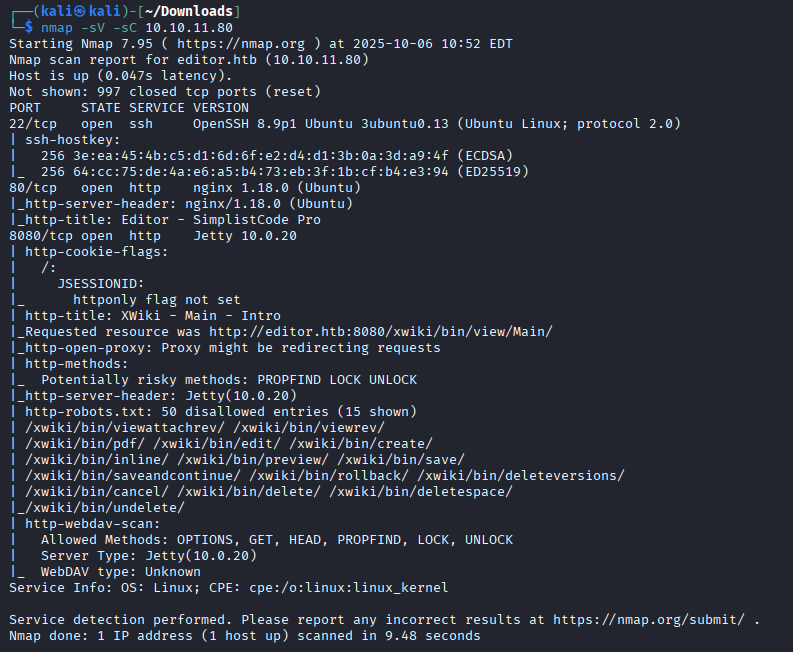 ┌──(kali㉿kali)-[~/Downloads]
└─$ nmap -sV -sC 10.10.11.80
Starting Nmap 7.95 ( https://nmap.org ) at 2025-10-06 10:52 EDT
Nmap scan report for editor.htb (10.10.11.80)
Host is up (0.047s latency).
Not shown: 997 closed tcp ports (reset)
PORT     STATE SERVICE VERSION
22/tcp   open  ssh     OpenSSH 8.9p1 Ubuntu 3ubuntu0.13 (Ubuntu Linux; protocol 2.0)
| ssh-hostkey:
|   256 3e:ea:45:4b:c5:d1:6d:6f:e2:d4:d1:3b:0a:3d:a9:4f (ECDSA)
|_  256 64:cc:75:de:4a:e6:a5:b4:73:eb:3f:1b:cf:b4:e3:94 (ED25519)
80/tcp   open  http    nginx 1.18.0 (Ubuntu)
|_http-server-header: nginx/1.18.0 (Ubuntu)
|_http-title: Editor - SimplistCode Pro
8080/tcp open  http    Jetty 10.0.20
| http-cookie-flags:
|   /:
|     JSESSIONID:
|_      httponly flag not set
| http-title: XWiki - Main - Intro
|_Requested resource was http://editor.htb:8080/xwiki/bin/view/Main/
|_http-open-proxy: Proxy might be redirecting requests
| http-methods:
|_  Potentially risky methods: PROPFIND LOCK UNLOCK
|_http-server-header: Jetty(10.0.20)
| http-robots.txt: 50 disallowed entries (15 shown)
| /xwiki/bin/viewattachrev/ /xwiki/bin/viewrev/
| /xwiki/bin/pdf/ /xwiki/bin/edit/ /xwiki/bin/create/
| /xwiki/bin/inline/ /xwiki/bin/preview/ /xwiki/bin/save/
| /xwiki/bin/saveandcontinue/ /xwiki/bin/rollback/ /xwiki/bin/deleteversions/
| /xwiki/bin/cancel/ /xwiki/bin/delete/ /xwiki/bin/deletespace/
|_/xwiki/bin/undelete/
| http-webdav-scan:
|   Allowed Methods: OPTIONS, GET, HEAD, PROPFIND, LOCK, UNLOCK
|   Server Type: Jetty(10.0.20)
|_  WebDAV type: Unknown
Service Info: OS: Linux; CPE: cpe:/o:linux:linux_kernel

Service detection performed. Please report any incorrect results at https://nmap.org/submit/ .
Nmap done: 1 IP address (1 host up) scanned in 9.48 seconds